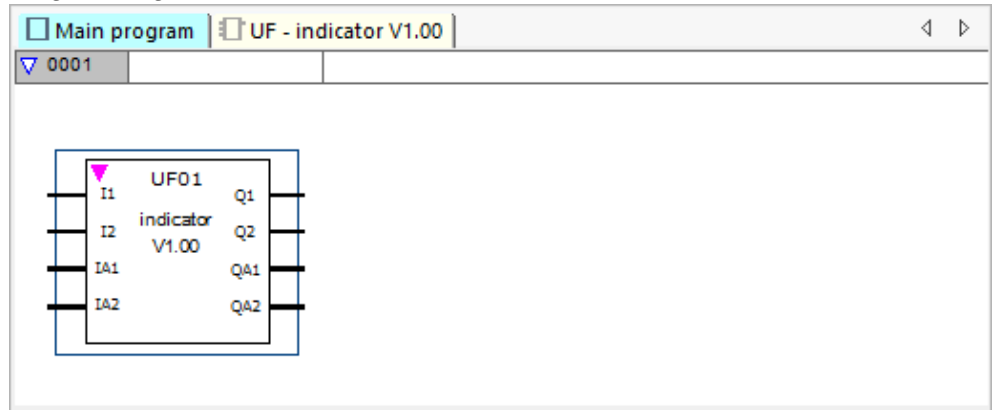 Main program
UF - indicator V1.00
0001
UF01
I1
Q1
indicator
I2
Q2
V1.00
IA1
QA1
IA2
QA2